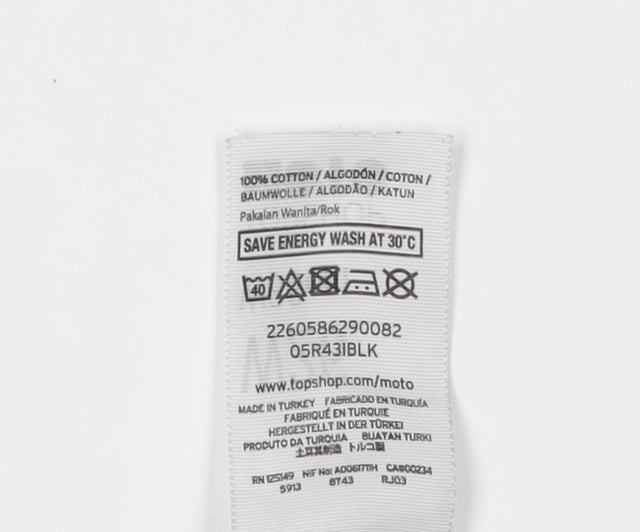 100% COTTON / ALGODÓN / COTON /
BAUMWOLLE / ALGODÃO / KATUN
Pakaian Wanita/Rok
SAVE ENERGY WASH AT 30°C
40
2260586290082
05R43IBLK
www.topshop.com/moto
MADE IN TURKEY FABRICADO EN TURQUÍA
FABRIQUÉ EN TURQUIE
HERGESTELLT IN DER TÜRKEI
PRODUTO DA TURQUIA BUATAN TURKI
土耳其制造 トルコ製
RN 125149 NIF No: A0061711H CA#00234
5913 8743 RJ03